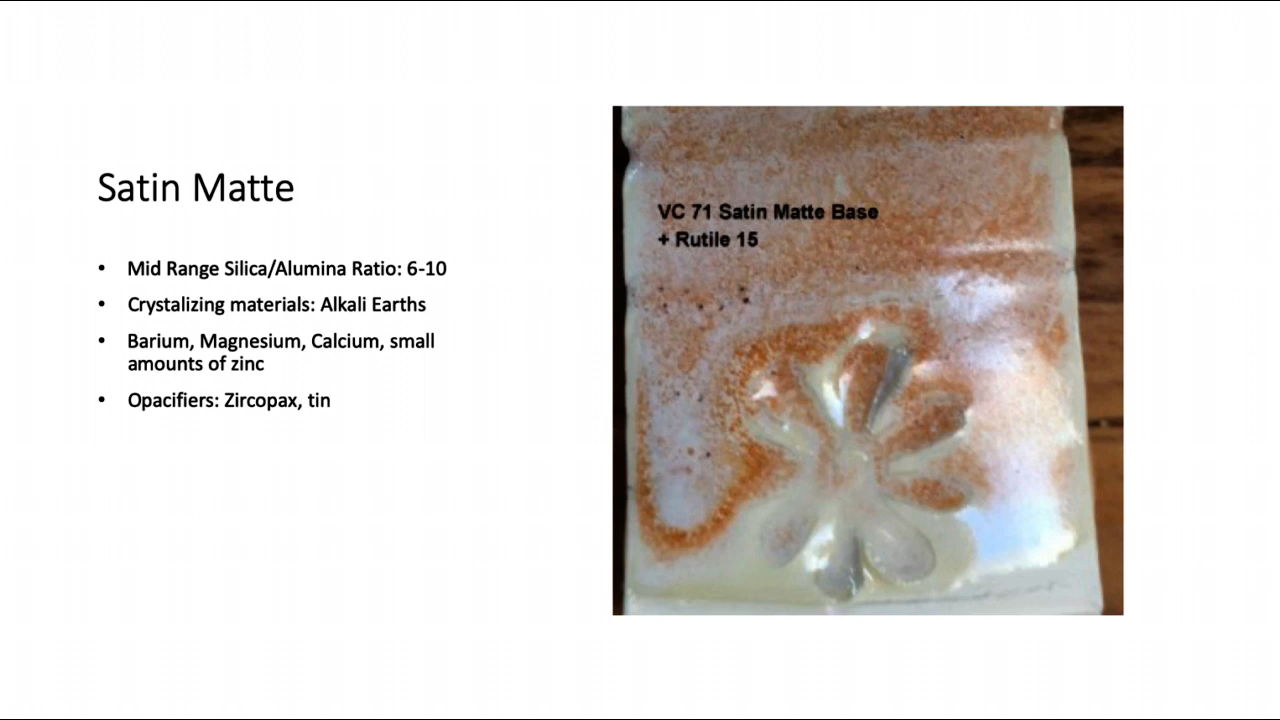 Satin Matte
• Mid Range Silica/Alumina Ratio: 6-10
• Crystalizing materials: Alkali Earths
• Barium, Magnesium, Calcium, small
amounts of zinc
• Opacifiers: Zircopax, tin
VC 71 Satin Matte Base
+ Rutile 15